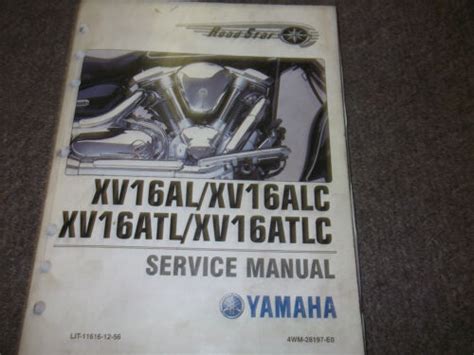 Road Star
XV16AL/XV16ALC
XV16ATL/XV16ATLC
SERVICE MANUAL
YAMAHA
LIT-11616-12-56
4WM-28197-E0